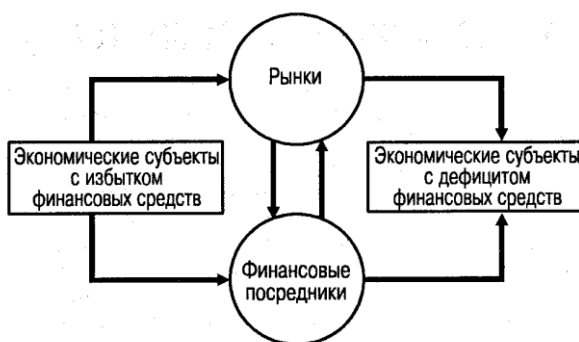 Рынки
Экономические субъекты
с избытком
финансовых средств
Экономические субъекты
с дефицитом
финансовых средств
Финансовые
посредники